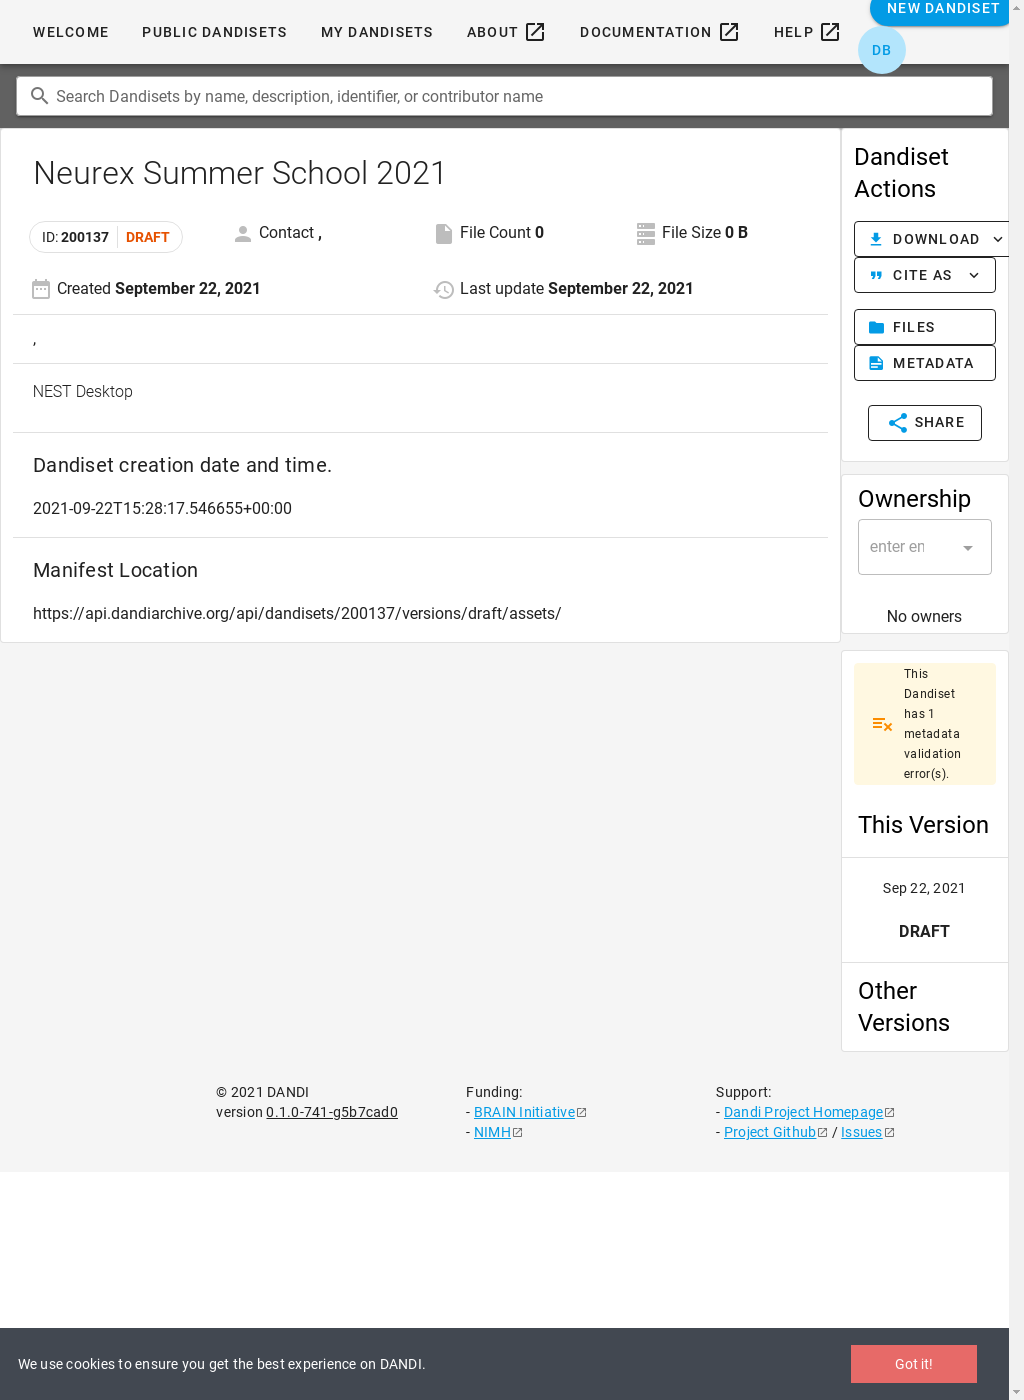 WELCOME
PUBLIC DANDISETS
MY DANDISETS
ABOUT
DOCUMENTATION
HELP
NEW DANDISET
DB
Search Dandisets by name, description, identifier, or contributor name
Neurex Summer School 2021
ID: 200137 DRAFT
Contact ,
File Count 0
File Size 0 B
Created September 22, 2021
Last update September 22, 2021
,
NEST Desktop
Dandiset creation date and time.
2021-09-22T15:28:17.546655+00:00
Manifest Location
https://api.dandiarchive.org/api/dandisets/200137/versions/draft/assets/
Dandiset
Actions
DOWNLOAD
CITE AS
FILES
METADATA
SHARE
Ownership
enter en
No owners
This
Dandiset
has 1
metadata
validation
error(s).
This Version
Sep 22, 2021
DRAFT
Other
Versions
© 2021 DANDI
version 0.1.0-741-g5b7cad0
Funding:
- BRAIN Initiative
- NIMH
Support:
- Dandi Project Homepage
- Project Github / Issues
We use cookies to ensure you get the best experience on DANDI.
Got it!